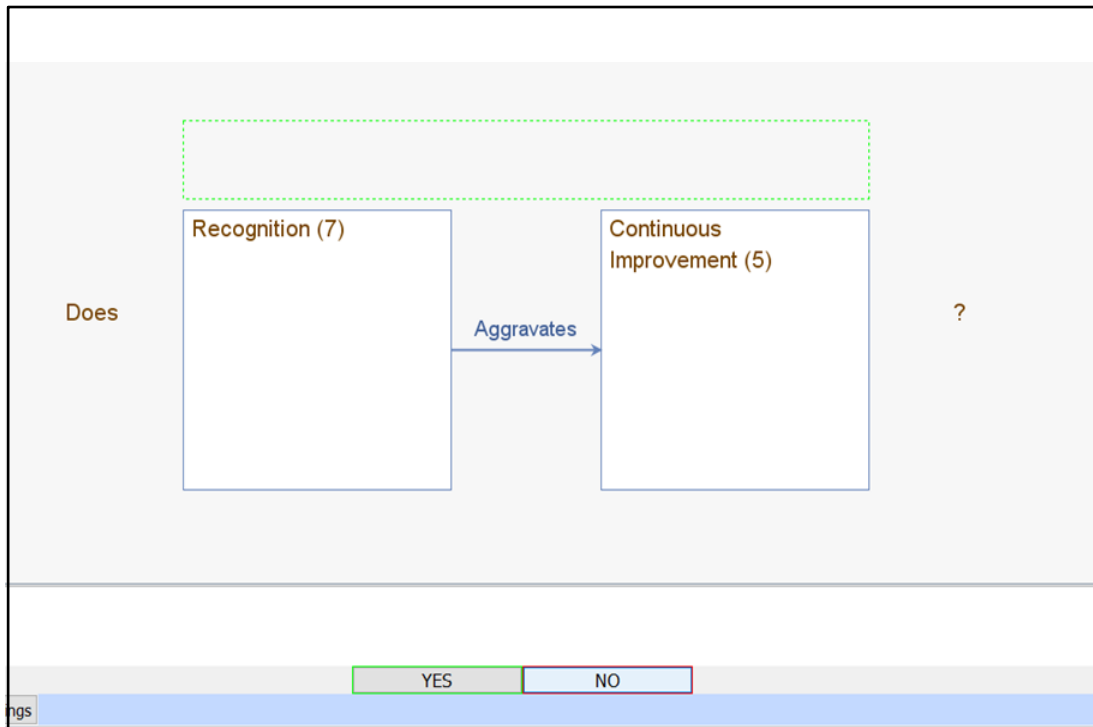 Recognition (7)
Continuous
Improvement (5)
Does
Aggravates
?
YES
NO
ngs